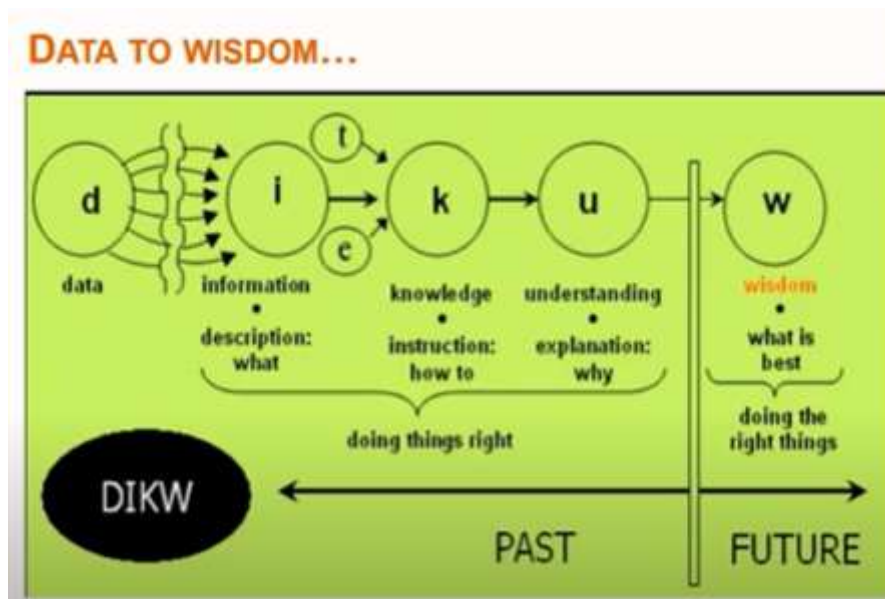 DATA TO WISDOM...
d
i
t
e
k
u
w
data
information
•
description:
what
knowledge
•
instruction:
how to
understanding
•
explanation:
why
wisdom
•
what is
best
doing things right
doing the
right things
DIKW
PAST
FUTURE